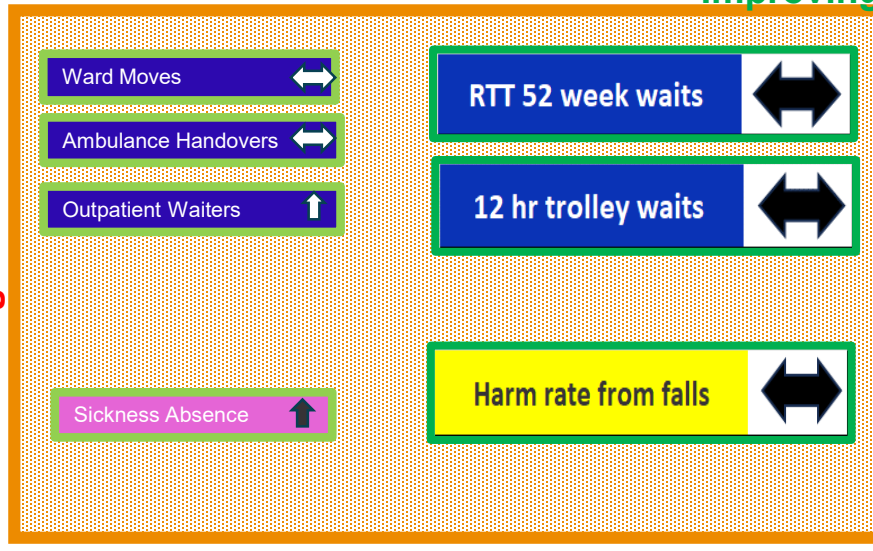 Improving
Ward Moves
Ambulance Handovers
Outpatient Waiters
Sickness Absence
RTT 52 week waits
12 hr trolley waits
Harm rate from falls